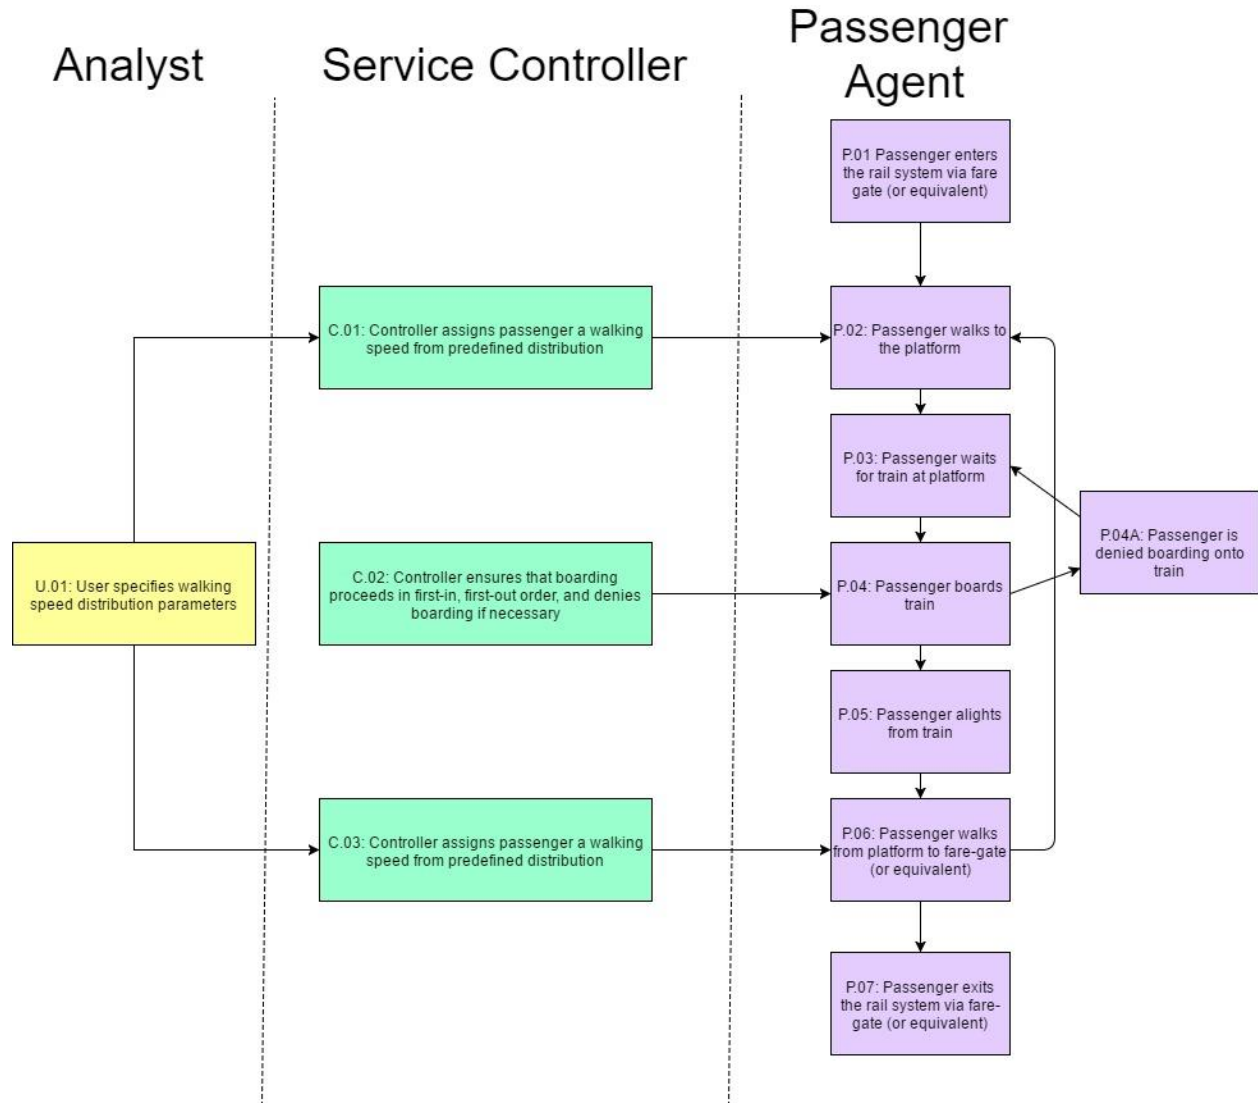 Analyst
Service Controller
Passenger
Agent
P.01 Passenger enters
the rail system via fare
gate (or equivalent)
C.01: Controller assigns passenger a walking
speed from predefined distribution
P.02: Passenger walks to
the platform
P.03: Passenger waits
for train at platform
P.04A: Passenger is
denied boarding onto
train
U.01: User specifies walking
speed distribution parameters
C.02: Controller ensures that boarding
proceeds in first-in, first-out order, and denies
boarding if necessary
P.04: Passenger boards
train
P.05: Passenger alights
from train
C.03: Controller assigns passenger a walking
speed from predefined distribution
P.06: Passenger walks
from platform to fare-gate
(or equivalent)
P.07: Passenger exits
the rail system via fare-
gate (or equivalent)